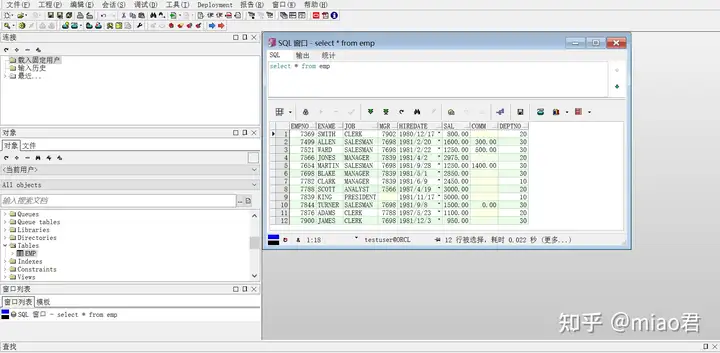 文件(F) 工程(P) 编辑(E) 会话(S) 调试(D) 工具(I) Deployment 报告(R) 窗口(B) 帮助(H)
连接
载入固定用户
输入历史
最近...
对象
对象 文件
<当前用户>
All objects
输入搜索文档...
Queues
Queue tables
Libraries
Directories
Tables
EMP
Indexes
Constraints
Views
窗口列表
窗口列表 模板
SQL 窗口 - select * from emp
查找
SQL 窗口 - select * from emp
SQL 输出 统计
select * from emp
EMPNO ENAME JOB MGR HIREDATE SAL COMM DEPTNO
1 7369 SMITH CLERK 7902 1980/12/17 800.00 20
2 7499 ALLEN SALESMAN 7698 1981/2/20 1600.00 300.00 30
3 7521 WARD SALESMAN 7698 1981/2/22 1250.00 500.00 30
4 7566 JONES MANAGER 7839 1981/4/2 2975.00 20
5 7654 MARTIN SALESMAN 7698 1981/9/28 1250.00 1400.00 30
6 7698 BLAKE MANAGER 7839 1981/5/1 2850.00 30
7 7782 CLARK MANAGER 7839 1981/6/9 2450.00 10
8 7788 SCOTT ANALYST 7566 1987/4/19 3000.00 20
9 7839 KING PRESIDENT 1981/11/17 5000.00 10
10 7844 TURNER SALESMAN 7698 1981/9/8 1500.00 0.00 30
11 7876 ADAMS CLERK 7788 1987/5/23 1100.00 20
12 7900 JAMES CLERK 7698 1981/12/3 950.00 30
1:18 testuser@ORCL 12 行被选择, 耗时 0.022 秒 (更多...)
知乎 @miao君